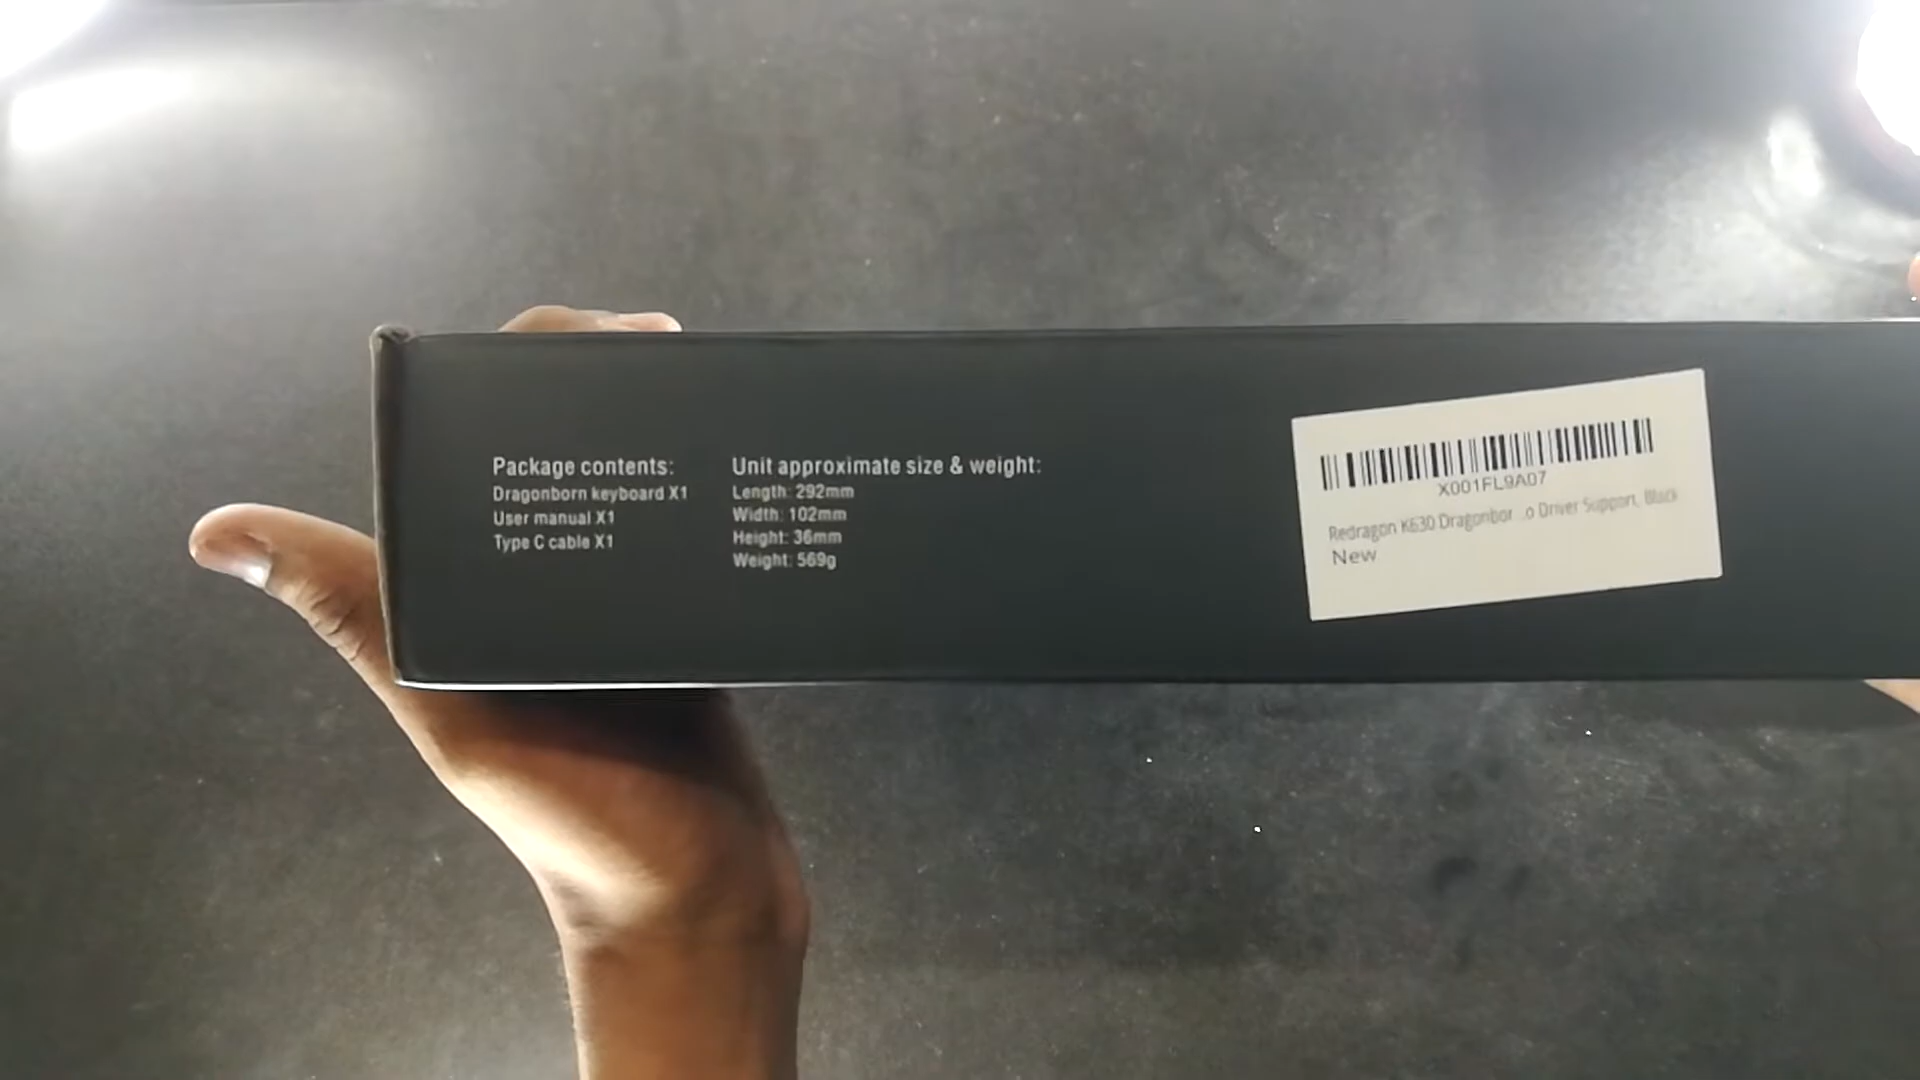 Package contents:
Dragonborn keyboard X1
User manual X1
Type C cable X1
Unit approximate size & weight:
Length: 292mm
Width: 102mm
Height: 36mm
Weight: 569g
X001FL9A07
Redragon K630 Dragonbor ...o Driver Support, Black
New